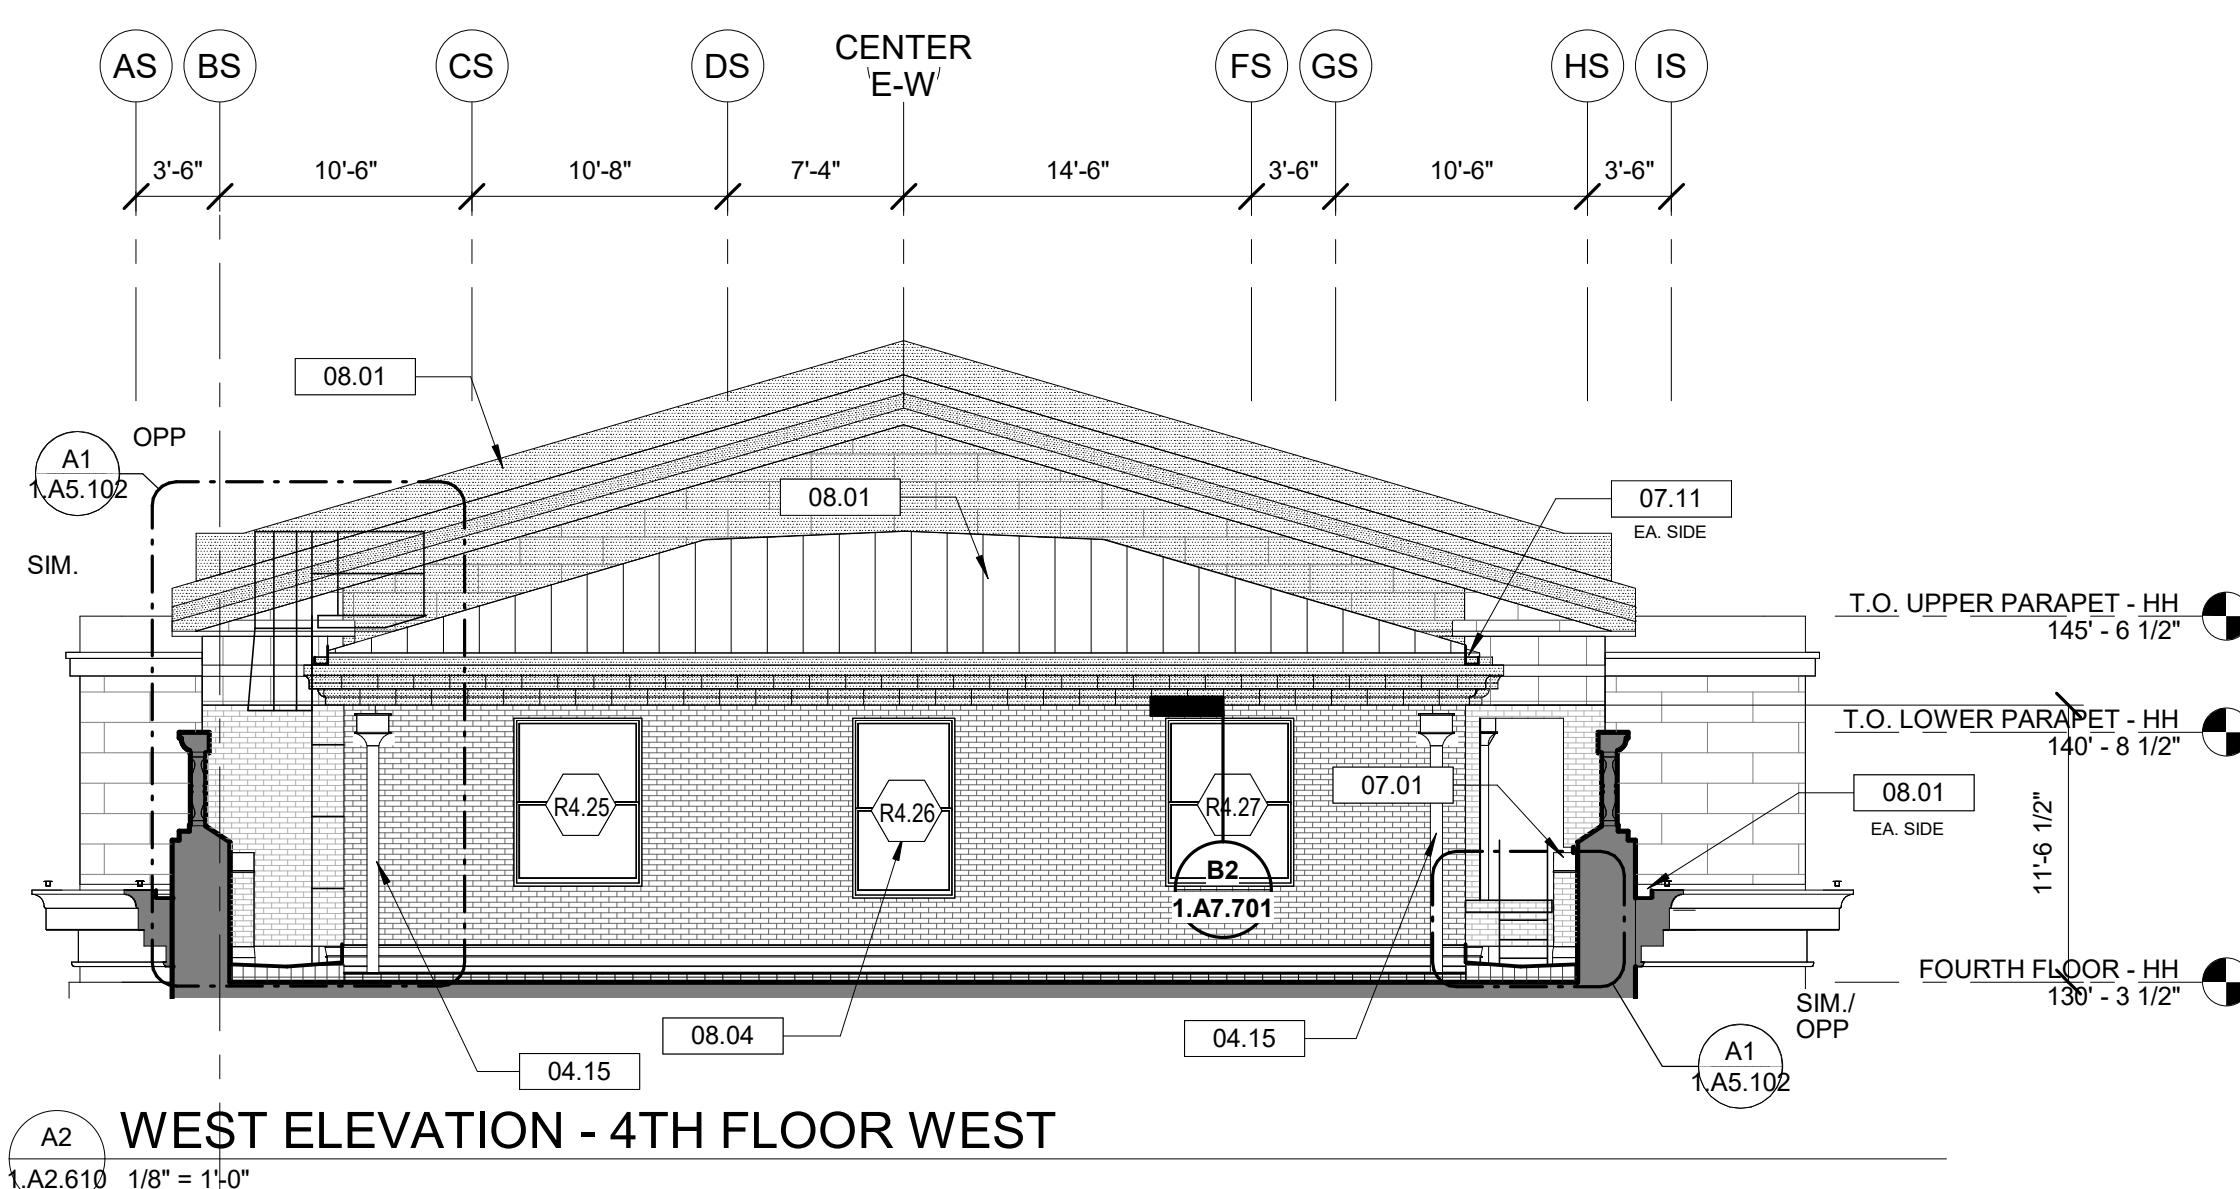 AS BS CS DS CENTER FS GS HS IS
E-W
3'-6" 10'-6" 10'-8" 7'-4" 14'-6" 3'-6" 10'-6" 3'-6"
08.01
OPP
A1
1.A5.102
SIM.
08.01
07.11
EA. SIDE
T.O. UPPER PARAPET - HH
145' - 6 1/2"
T.O. LOWER PARAPET - HH
140' - 8 1/2"
R4.25
R4.26
R4.27
07.01
08.01
EA. SIDE
11'-6 1/2"
B2
1.A7.701
FOURTH FLOOR - HH
130' - 3 1/2"
SIM./
OPP
08.04
04.15
04.15
A1
1.A5.102
A2
1.A2.610
WEST ELEVATION - 4TH FLOOR WEST
1/8" = 1'-0"